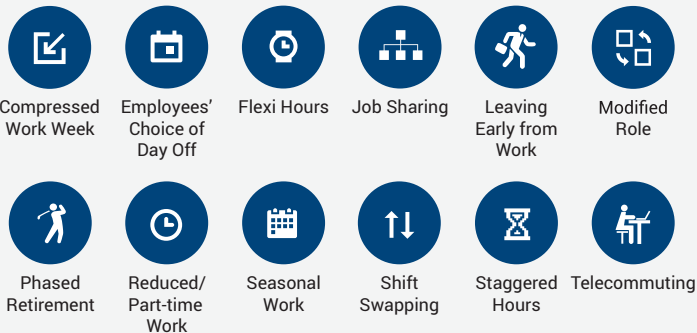 Compressed
Work Week
Employees'
Choice of
Day Off
Flexi Hours
Job Sharing
Leaving
Early from
Work
Modified
Role
Phased
Retirement
Reduced/
Part-time
Work
Seasonal
Work
Shift
Swapping
Staggered
Hours
Telecommuting